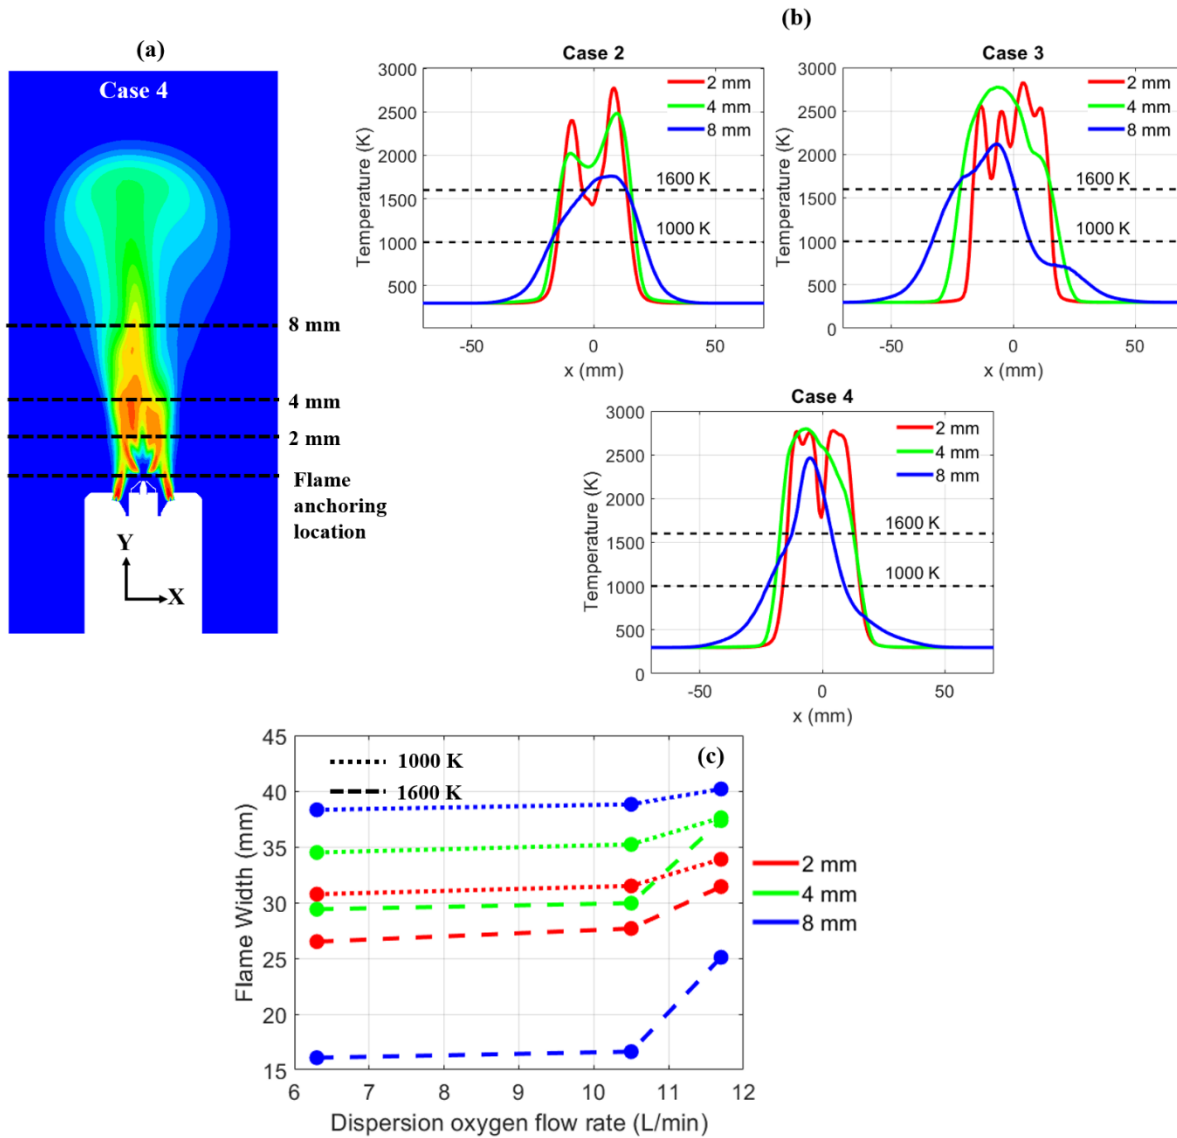 (a)
Case 4
8 mm
4 mm
2 mm
Flame
anchoring
location
Y
X
(b)
Case 2
3000
2500
2000
1500
1000
500
0
Temperature (K)
2 mm
4 mm
8 mm
1600 K
1000 K
-50
0
50
x (mm)
Case 3
3000
2500
2000
1500
1000
500
0
Temperature (K)
2 mm
4 mm
8 mm
1600 K
1000 K
-50
0
50
x (mm)
Case 4
3000
2500
2000
1500
1000
500
0
Temperature (K)
2 mm
4 mm
8 mm
1600 K
1000 K
-50
0
50
x (mm)
(c)
45
40
35
30
25
20
15
Flame Width (mm)
1000 K
1600 K
2 mm
4 mm
8 mm
6
7
8
9
10
11
12
Dispersion oxygen flow rate (L/min)